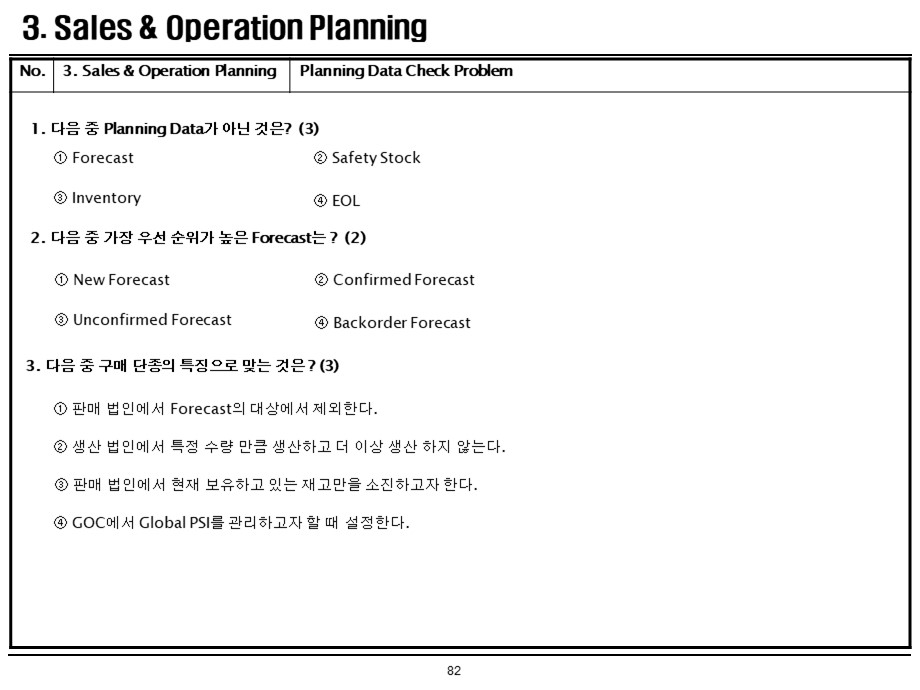 3. Sales & Operation Planning
No. 3. Sales & Operation Planning Planning Data Check Problem
1. 다음 중 Planning Data가 아닌 것은? (3)
① Forecast ② Safety Stock
③ Inventory ④ EOL
2. 다음 중 가장 우선 순위가 높은 Forecast는 ? (2)
① New Forecast ② Confirmed Forecast
③ Unconfirmed Forecast ④ Backorder Forecast
3. 다음 중 구매 단종의 특징으로 맞는 것은 ? (3)
① 판매 법인에서 Forecast의 대상에서 제외한다.
② 생산 법인에서 특정 수량 만큼 생산하고 더 이상 생산 하지 않는다.
③ 판매 법인에서 현재 보유하고 있는 재고만을 소진하고자 한다.
④ GOC에서 Global PSI를 관리하고자 할 때 설정한다.
82